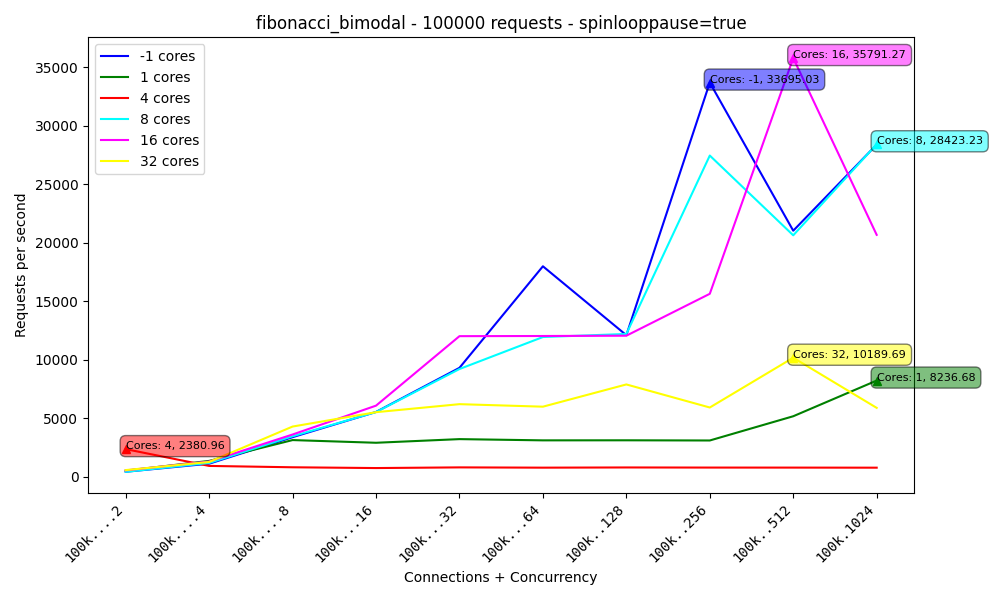 fibonacci_bimodal - 100000 requests - spinlooppause=true
-1 cores
1 cores
4 cores
8 cores
16 cores
32 cores
Cores: 16, 35791.27
Cores: -1, 33695.03
Cores: 8, 28423.23
Cores: 32, 10189.69
Cores: 1, 8236.68
Cores: 4, 2380.96
35000
30000
25000
20000
15000
10000
5000
0
Requests per second
100k....2
100k....4
100k....8
100k...16
100k...32
100k...64
100k..128
100k..256
100k..512
100k.1024
Connections + Concurrency